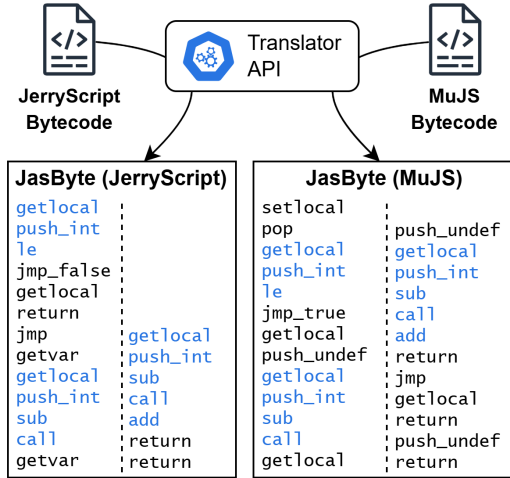 </>
</>
Translator
API
JerryScript
Bytecode
MuJS
Bytecode
JasByte (JerryScript)
getlocal
push_int
le
jmp_false
getlocal
return
jmp
getvar
getlocal
push_int
sub
call
getvar
getlocal
push_int
sub
call
add
return
return
JasByte (MuJS)
setlocal
pop
getlocal
push_int
le
jmp_true
getlocal
push_undef
getlocal
push_int
sub
call
getlocal
push_undef
getlocal
push_int
sub
call
add
return
jmp
getlocal
return
push_undef
return